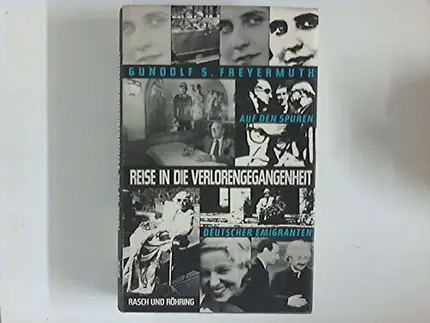 GUNDOLF S. FREYERMUTH
AUF DEN SPUREN
REISE IN DIE VERLORENGEGANGENHEIT
DEUTSCHER EMIGRANTEN
RASCH UND RÖHRING